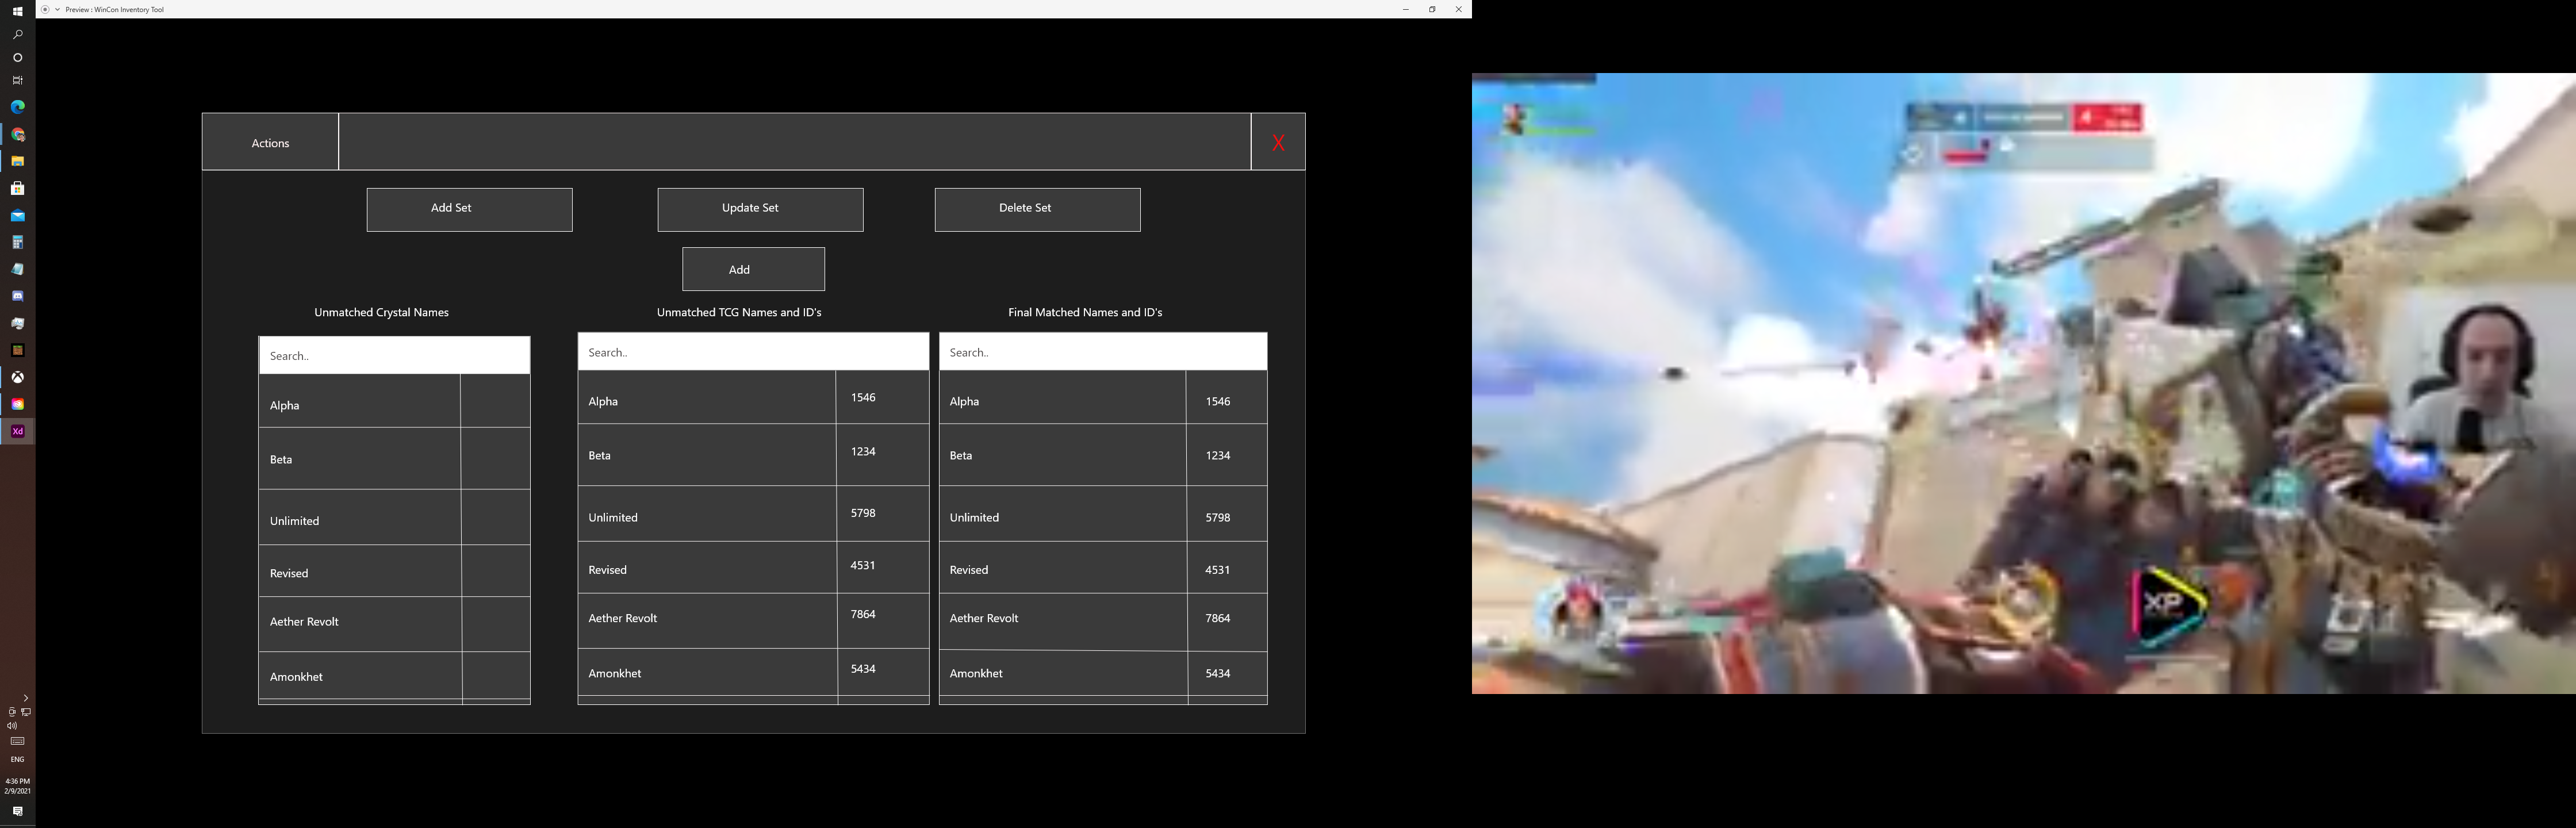 Preview : WinCon Inventory Tool
Actions
X
Add Set
Update Set
Delete Set
Add
Unmatched Crystal Names
Unmatched TCG Names and ID's
Final Matched Names and ID's
Search..
Search..
Search..
Alpha
Alpha
1546
Alpha
1546
Beta
Beta
1234
Beta
1234
Unlimited
Unlimited
5798
Unlimited
5798
Revised
Revised
4531
Revised
4531
Aether Revolt
Aether Revolt
7864
Aether Revolt
7864
Amonkhet
Amonkhet
5434
Amonkhet
5434
Xd
ENG
4:36 PM
2/9/2021
XP